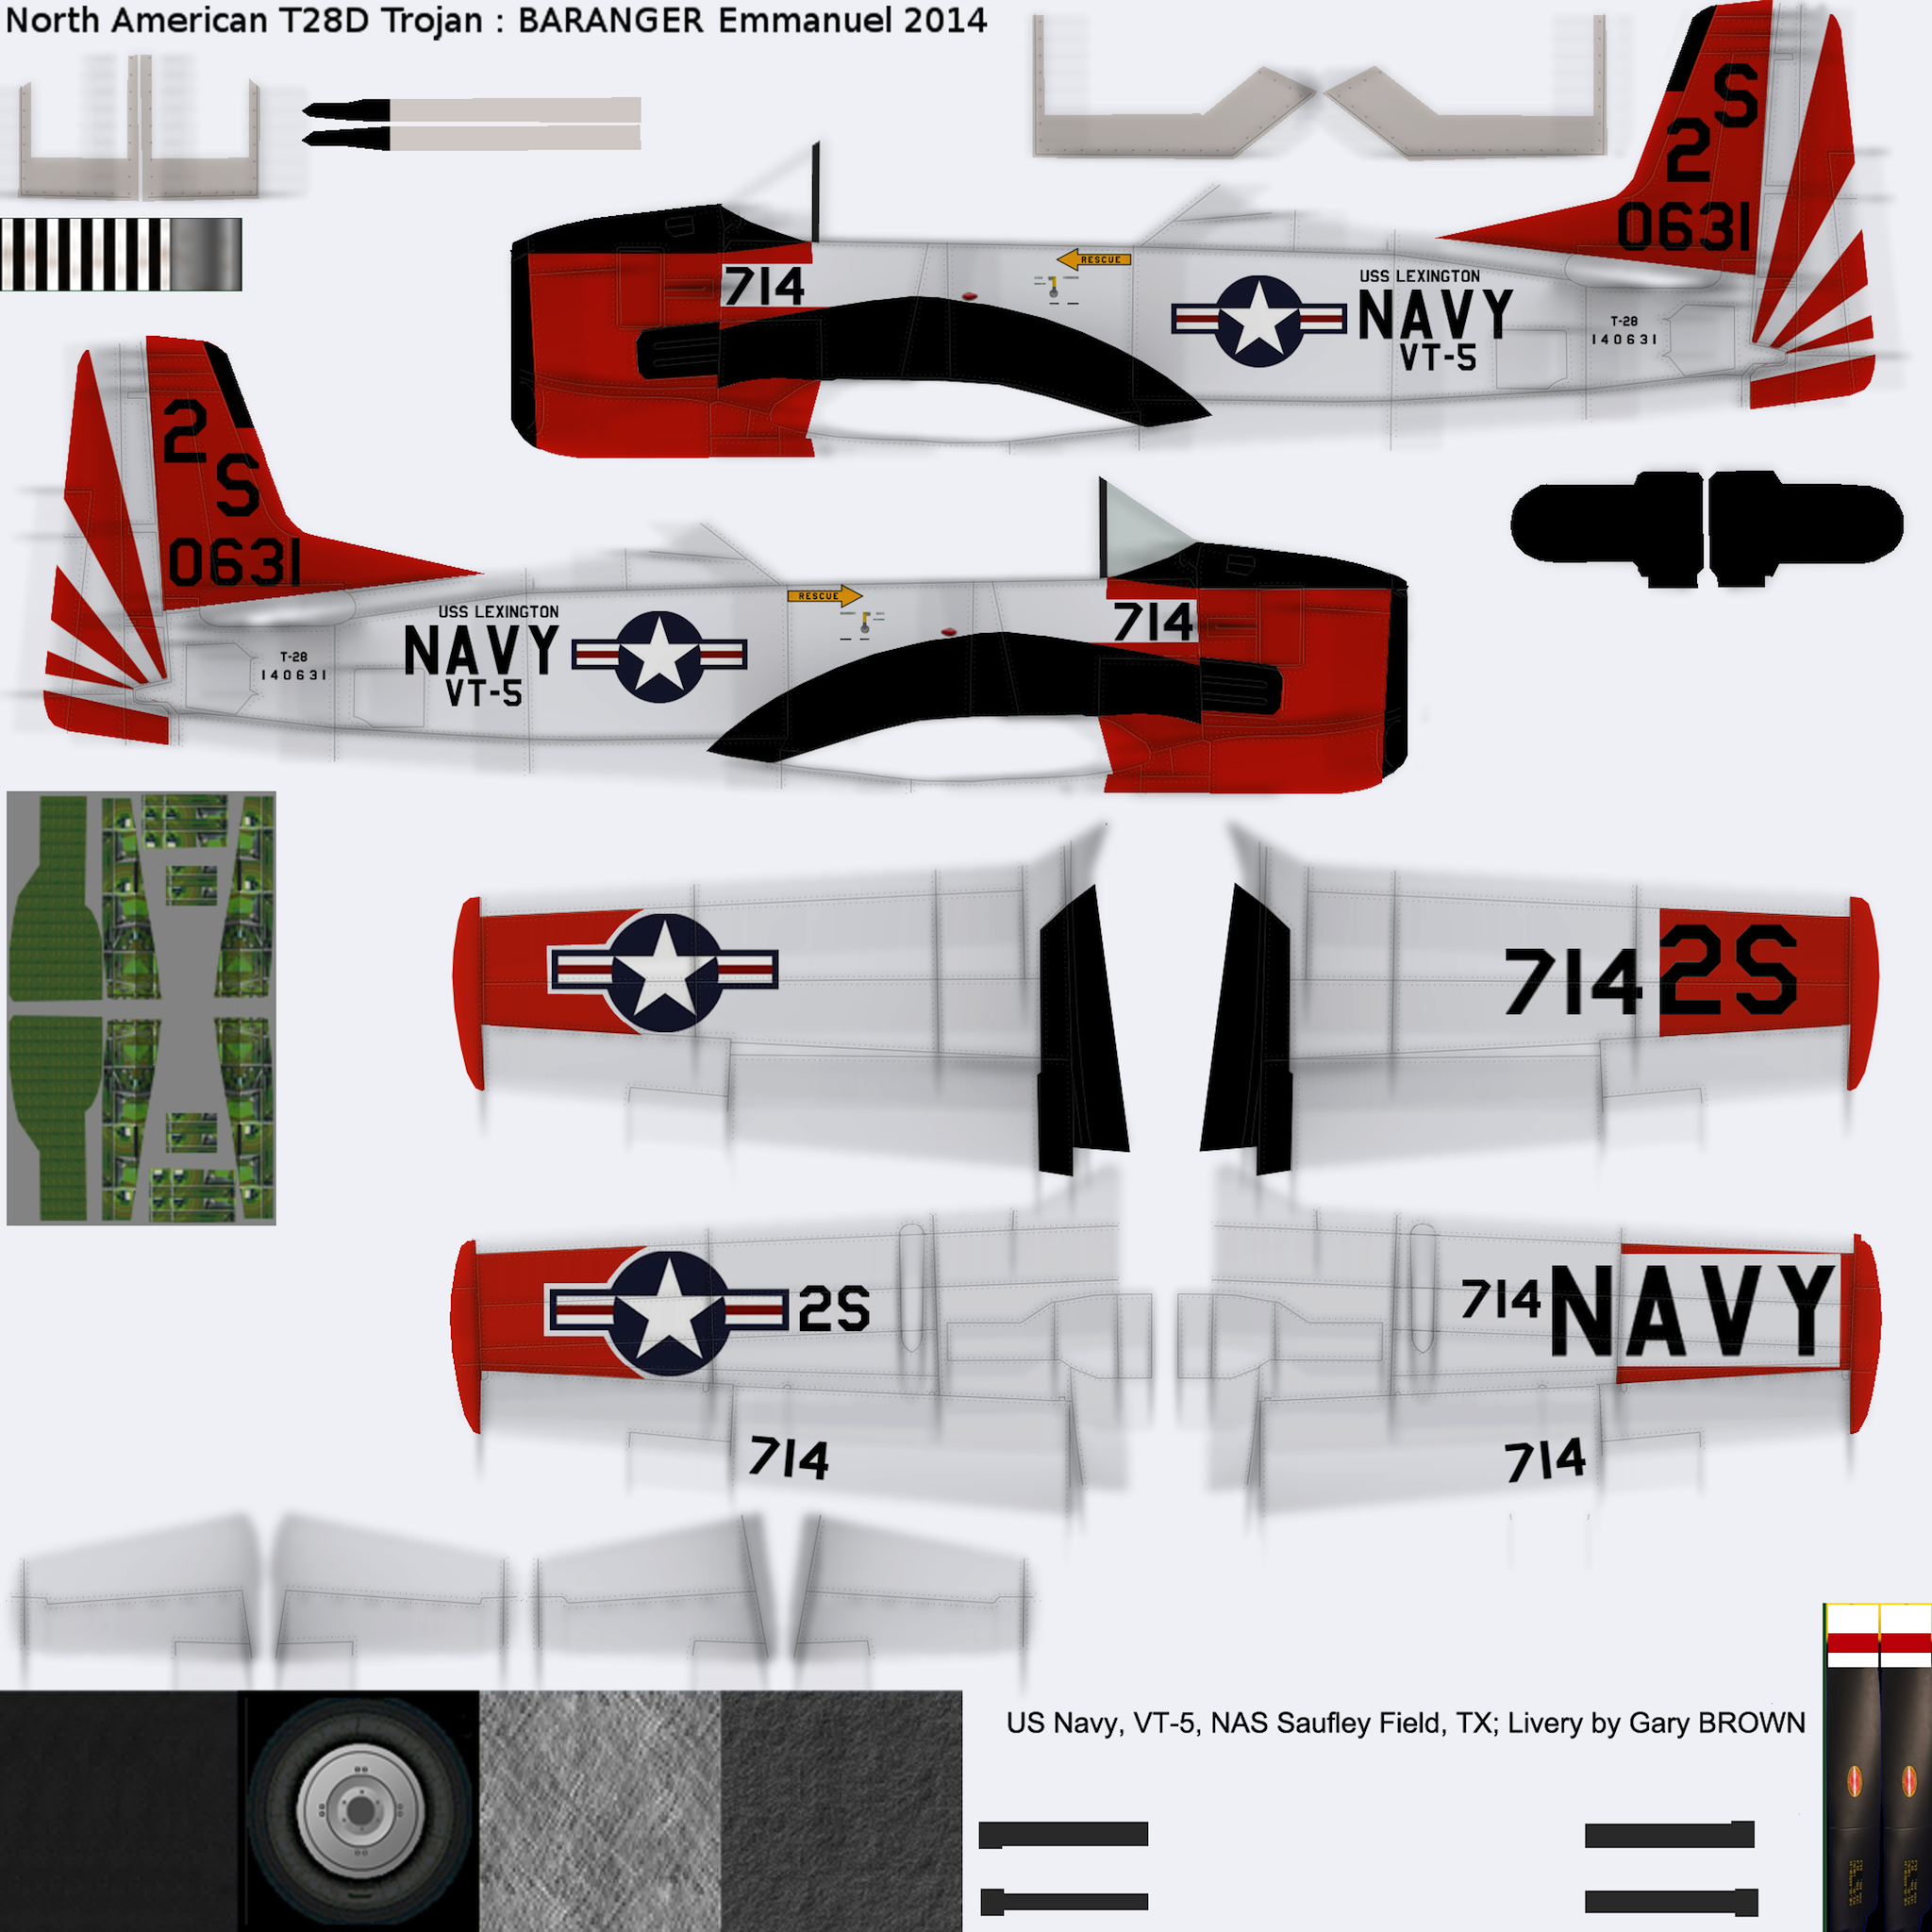 North American T28D Trojan : BARANGER Emmanuel 2014
S
2
0631
RESCUE
714
USS LEXINGTON
NAVY
VT-5
T-28
140631
2
S
0631
RESCUE
USS LEXINGTON
714
NAVY
VT-5
T-28
140631
714 2S
2S
714 NAVY
714
714
US Navy, VT-5, NAS Saufley Field, TX; Livery by Gary BROWN